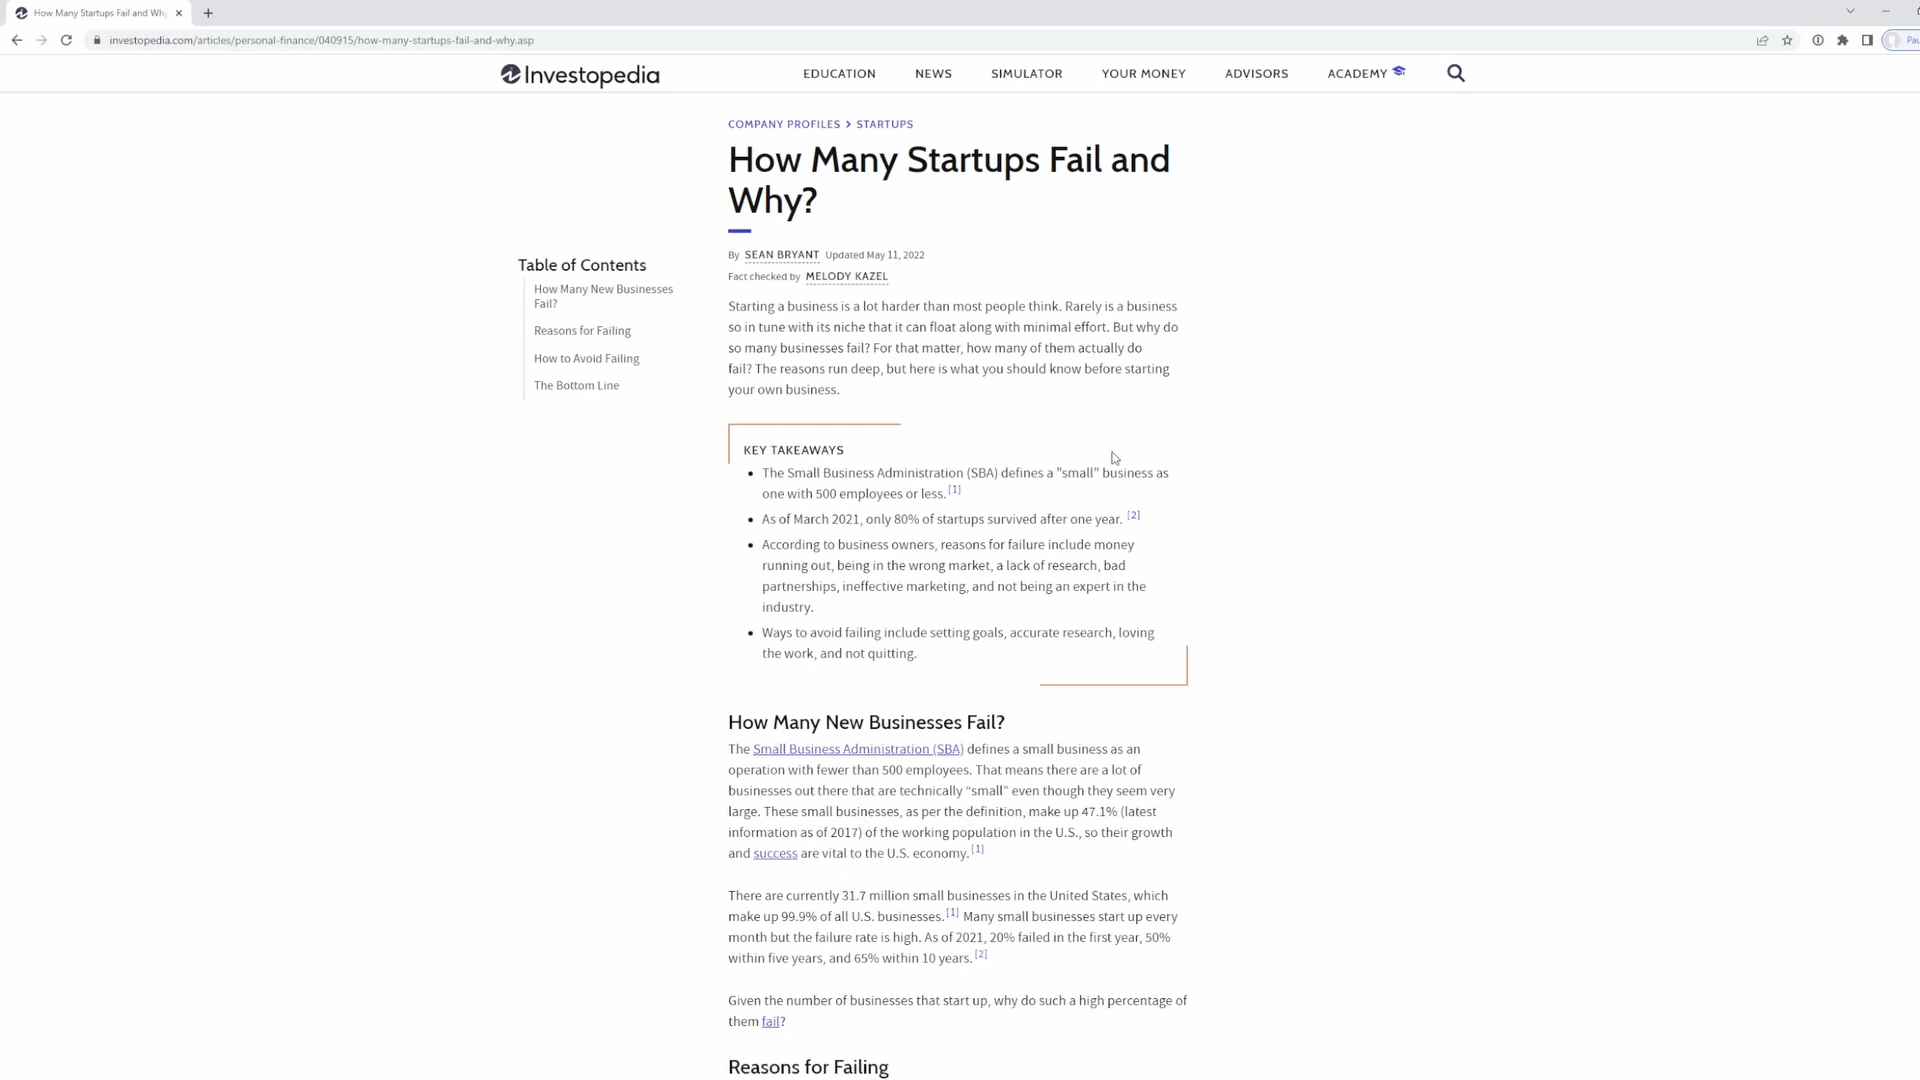 How Many Startups Fail and Wh
investopedia.com/articles/personal-finance/040915/how-many-startups-fail-and-why.asp
Pau
Investopedia
EDUCATION NEWS SIMULATOR YOUR MONEY ADVISORS ACADEMY
COMPANY PROFILES > STARTUPS
How Many Startups Fail and
Why?
By SEAN BRYANT Updated May 11, 2022
Fact checked by MELODY KAZEL
Table of Contents
How Many New Businesses
Fail?
Reasons for Failing
How to Avoid Failing
The Bottom Line
Starting a business is a lot harder than most people think. Rarely is a business
so in tune with its niche that it can float along with minimal effort. But why do
so many businesses fail? For that matter, how many of them actually do
fail? The reasons run deep, but here is what you should know before starting
your own business.
KEY TAKEAWAYS
• The Small Business Administration (SBA) defines a "small" business as
one with 500 employees or less. [1]
• As of March 2021, only 80% of startups survived after one year. [2]
• According to business owners, reasons for failure include money
running out, being in the wrong market, a lack of research, bad
partnerships, ineffective marketing, and not being an expert in the
industry.
• Ways to avoid failing include setting goals, accurate research, loving
the work, and not quitting.
How Many New Businesses Fail?
The Small Business Administration (SBA) defines a small business as an
operation with fewer than 500 employees. That means there are a lot of
businesses out there that are technically “small” even though they seem very
large. These small businesses, as per the definition, make up 47.1% (latest
information as of 2017) of the working population in the U.S., so their growth
and success are vital to the U.S. economy. [1]
There are currently 31.7 million small businesses in the United States, which
make up 99.9% of all U.S. businesses. [1] Many small businesses start up every
month but the failure rate is high. As of 2021, 20% failed in the first year, 50%
within five years, and 65% within 10 years. [2]
Given the number of businesses that start up, why do such a high percentage of
them fail?
Reasons for Failing